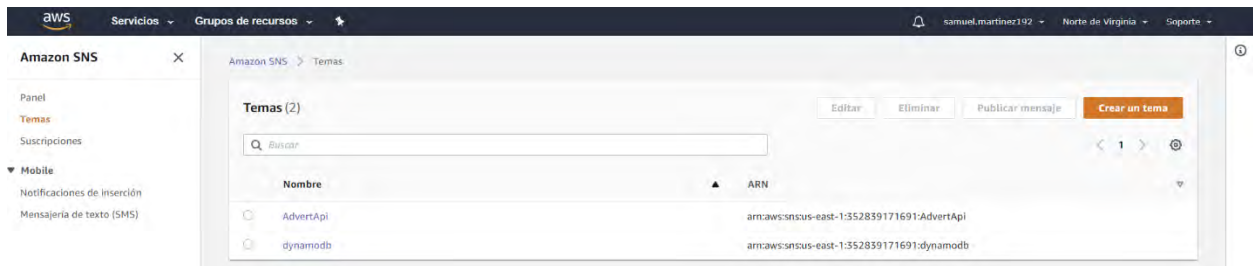 aws Servicios Grupos de recursos samuel.martinez192 Norte de Virginia Soporte
Amazon SNS
Amazon SNS > Temas
Panel
Temas
Suscripciones
Mobile
Notificaciones de inserción
Mensajería de texto (SMS)
Temas (2)
Editar Eliminar Publicar mensaje Crear un tema
Buscar
< 1 >
Nombre ARN
AdvertApi arn:aws:sns:us-east-1:352839171691:AdvertApi
dynamodb arn:aws:sns:us-east-1:352839171691:dynamodb